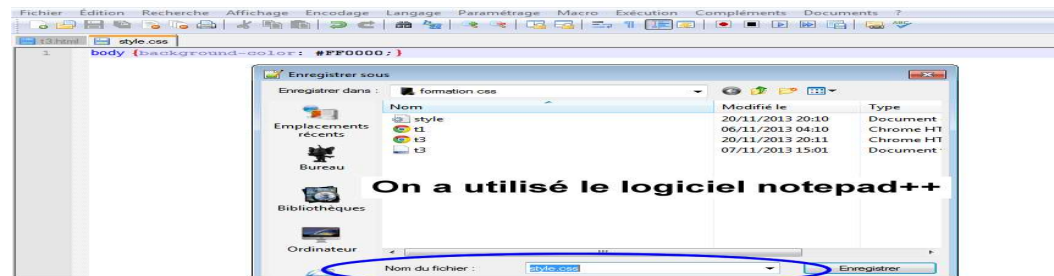 Fichier Édition Recherche Affichage Encodage Langage Paramétrage Macro Exécution Compléments Documents ?
t3.html style.css
1 body {background-color: #FF0000;}
Enregistrer sous
Enregistrer dans : formation css
Nom Modifié le Type
style 20/11/2013 20:10 Document
t1 06/11/2013 04:10 Chrome HT
t3 20/11/2013 20:11 Chrome HT
t3 07/11/2013 15:01 Document
Emplacements
récents
Bureau
On a utilisé le logiciel notepad++
Bibliothèques
Ordinateur
Nom du fichier : style.css Enregistrer